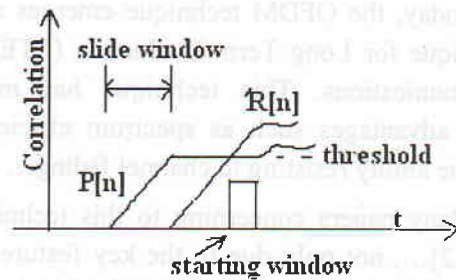 slide window
R[n]
Correlation
threshold
P[n]
t
starting window